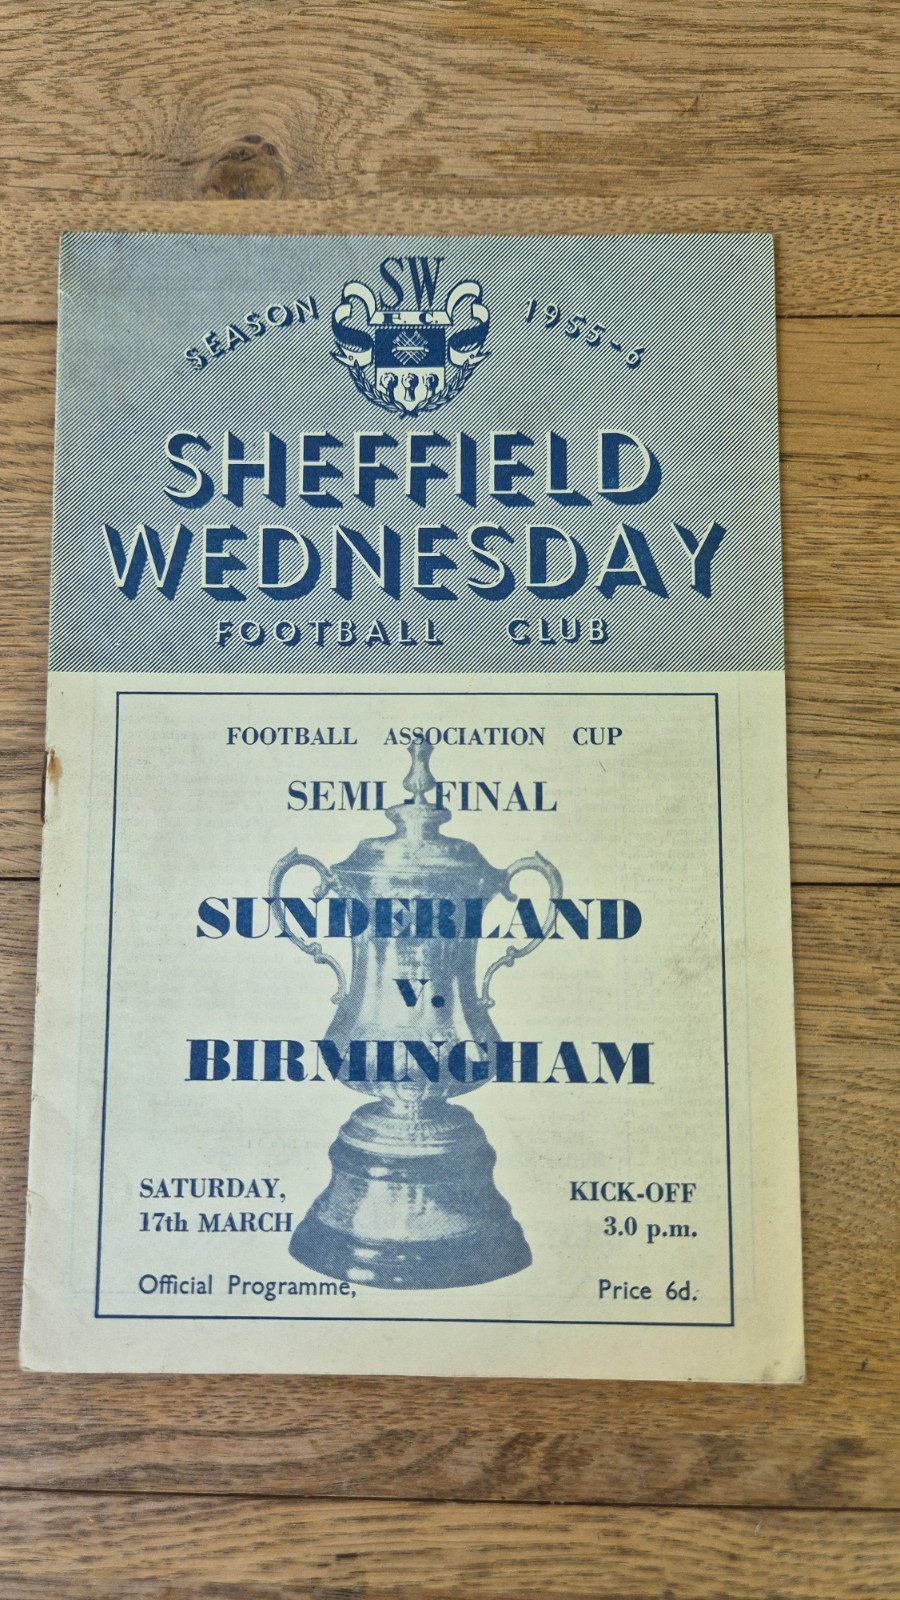 SW
F. C.
SEASON 1955-6
SHEFFIELD
WEDNESDAY
FOOTBALL CLUB
FOOTBALL ASSOCIATION CUP
SEMI-FINAL
SUNDERLAND
v.
BIRMINGHAM
SATURDAY,
17th MARCH
KICK-OFF
3.0 p.m.
Official Programme,
Price 6d.